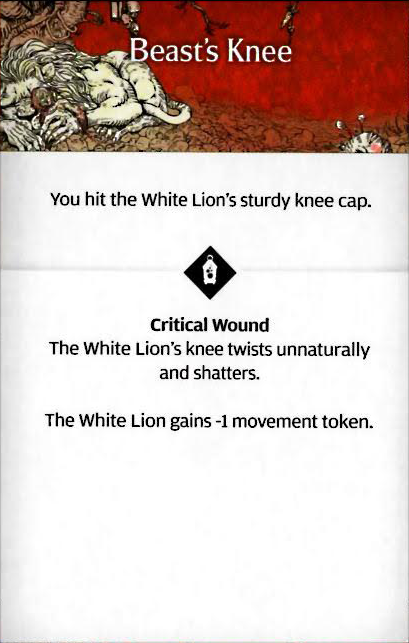 Beast's Knee
You hit the White Lion's sturdy knee cap.
Critical Wound
The White Lion's knee twists unnaturally
and shatters.
The White Lion gains -1 movement token.